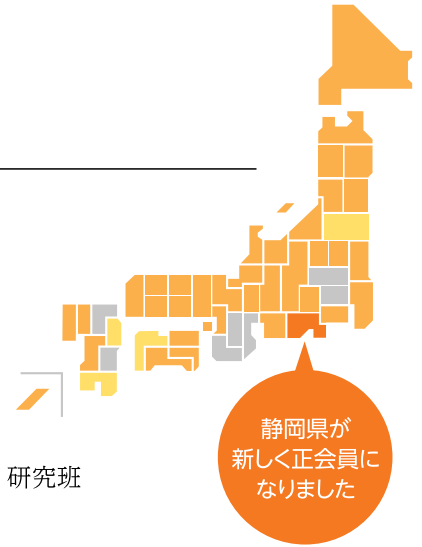 静岡県が
新しく正会員に
なりました
研究班